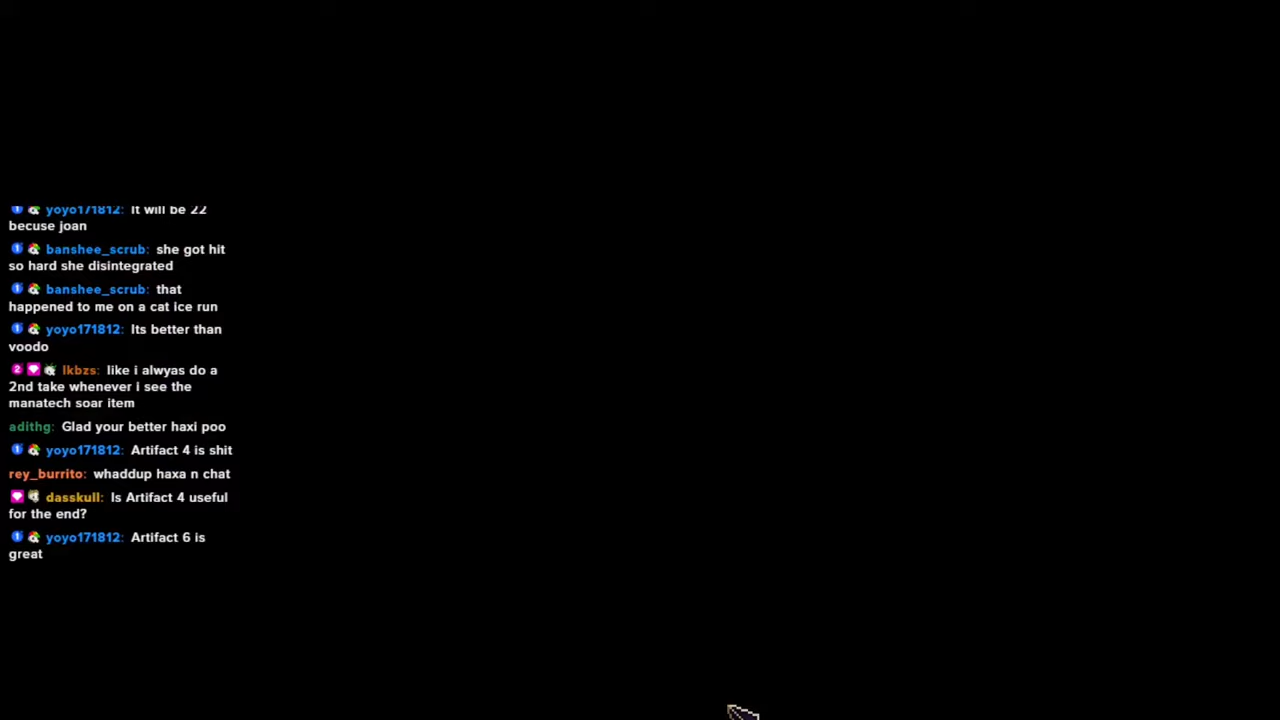 yoyo171812: It will be 22
becuse joan
banshee_scrub: she got hit
so hard she disintegrated
banshee_scrub: that
happened to me on a cat ice run
yoyo171812: Its better than
voodo
2 lkbzs: like i alwyas do a
2nd take whenever i see the
manatech soar item
adithg: Glad your better haxi poo
yoyo171812: Artifact 4 is shit
rey_burrito: whaddup haxa n chat
dasskull: Is Artifact 4 useful
for the end?
yoyo171812: Artifact 6 is
great